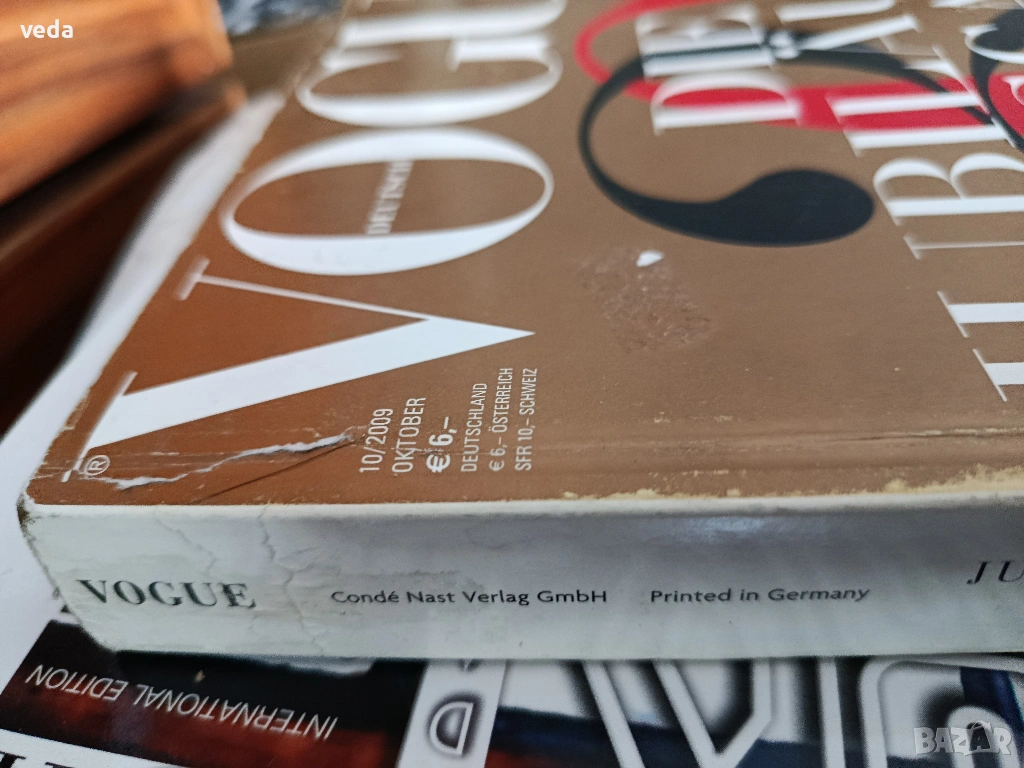 veda
VOGUE
DEUTSCH
®
10/2009
OKTOBER
€ 6,–
DEUTSCHLAND
€ 6,– ÖSTERREICH
SFR 10,– SCHWEIZ
VOGUE Condé Nast Verlag GmbH Printed in Germany JU
INTERNATIONAL EDITION
BAZAR